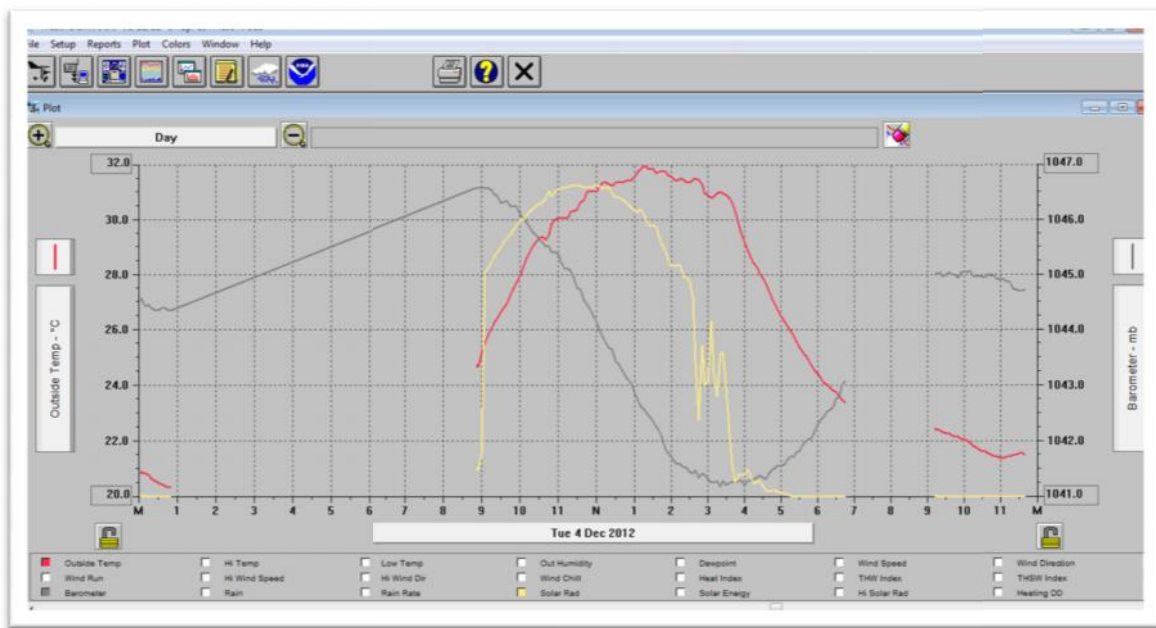 File Setup Reports Plot Colors Window Help
Plot
Day
32.0 1047.0
30.0 1046.0
28.0 1045.0
26.0 1044.0
24.0 1043.0
22.0 1042.0
20.0 1041.0
Outside Temp - °C
Barometer - mb
M 1 2 3 4 5 6 7 8 9 10 11 N 1 2 3 4 5 6 7 8 9 10 11 M
Tue 4 Dec 2012
Outside Temp Hi Temp Low Temp Out Humidity Dewpoint Wind Speed Wind Direction
Wind Run Hi Wind Speed Hi Wind Dir Wind Chill Heat Index THW Index THSW Index
Barometer Rain Rain Rate Solar Rad Solar Energy Hi Solar Rad Heating DD